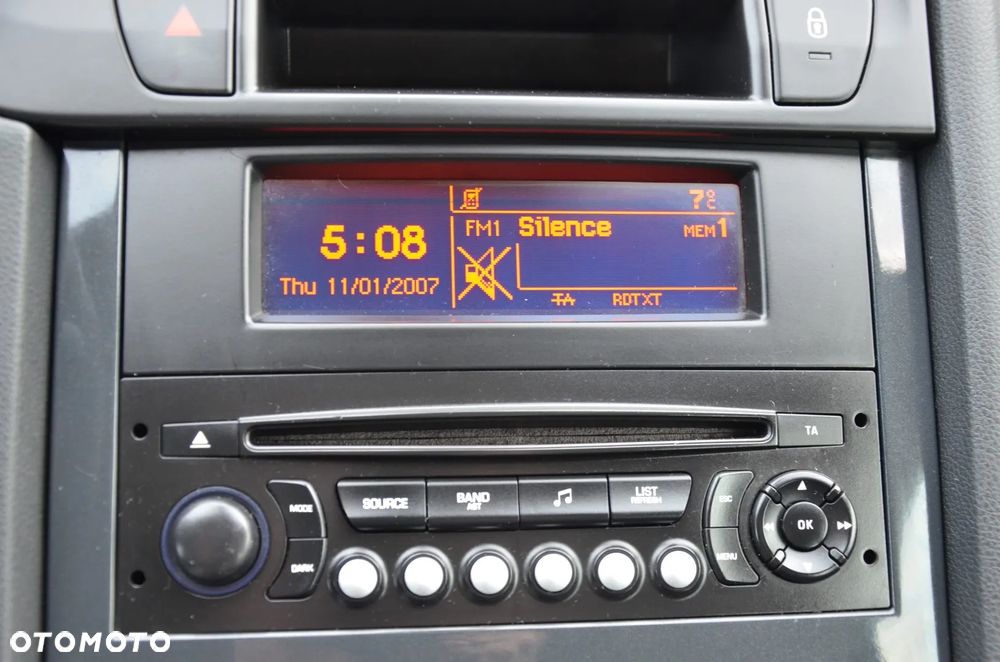 ?°C
FM1 Silence MEM1
5:08
Thu 11/01/2007
TA RDTXT
TA
SOURCE BAND AST LIST REFRESH
MODE
DARK
ESC
MENU
OK
OTOMOTO